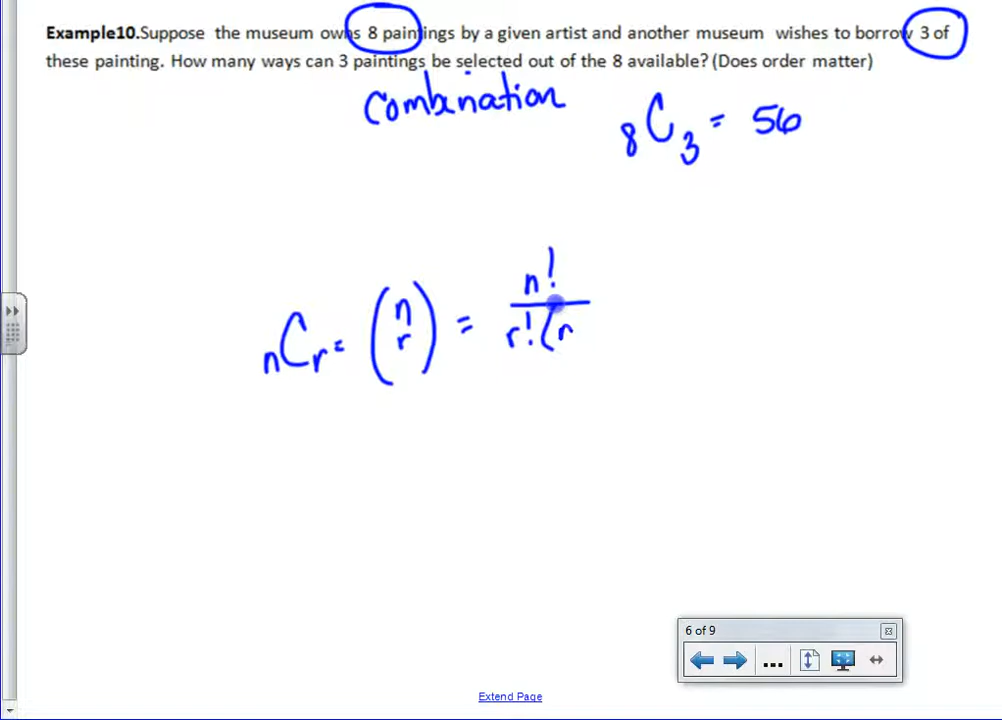 Example10.Suppose the museum owns 8 paintings by a given artist and another museum wishes to borrow 3 of
these painting. How many ways can 3 paintings be selected out of the 8 available? (Does order matter)
Combination
₈C₃ = 56
ₙCᵣ = (n r) = n! / r!(n
6 of 9
...
Extend Page